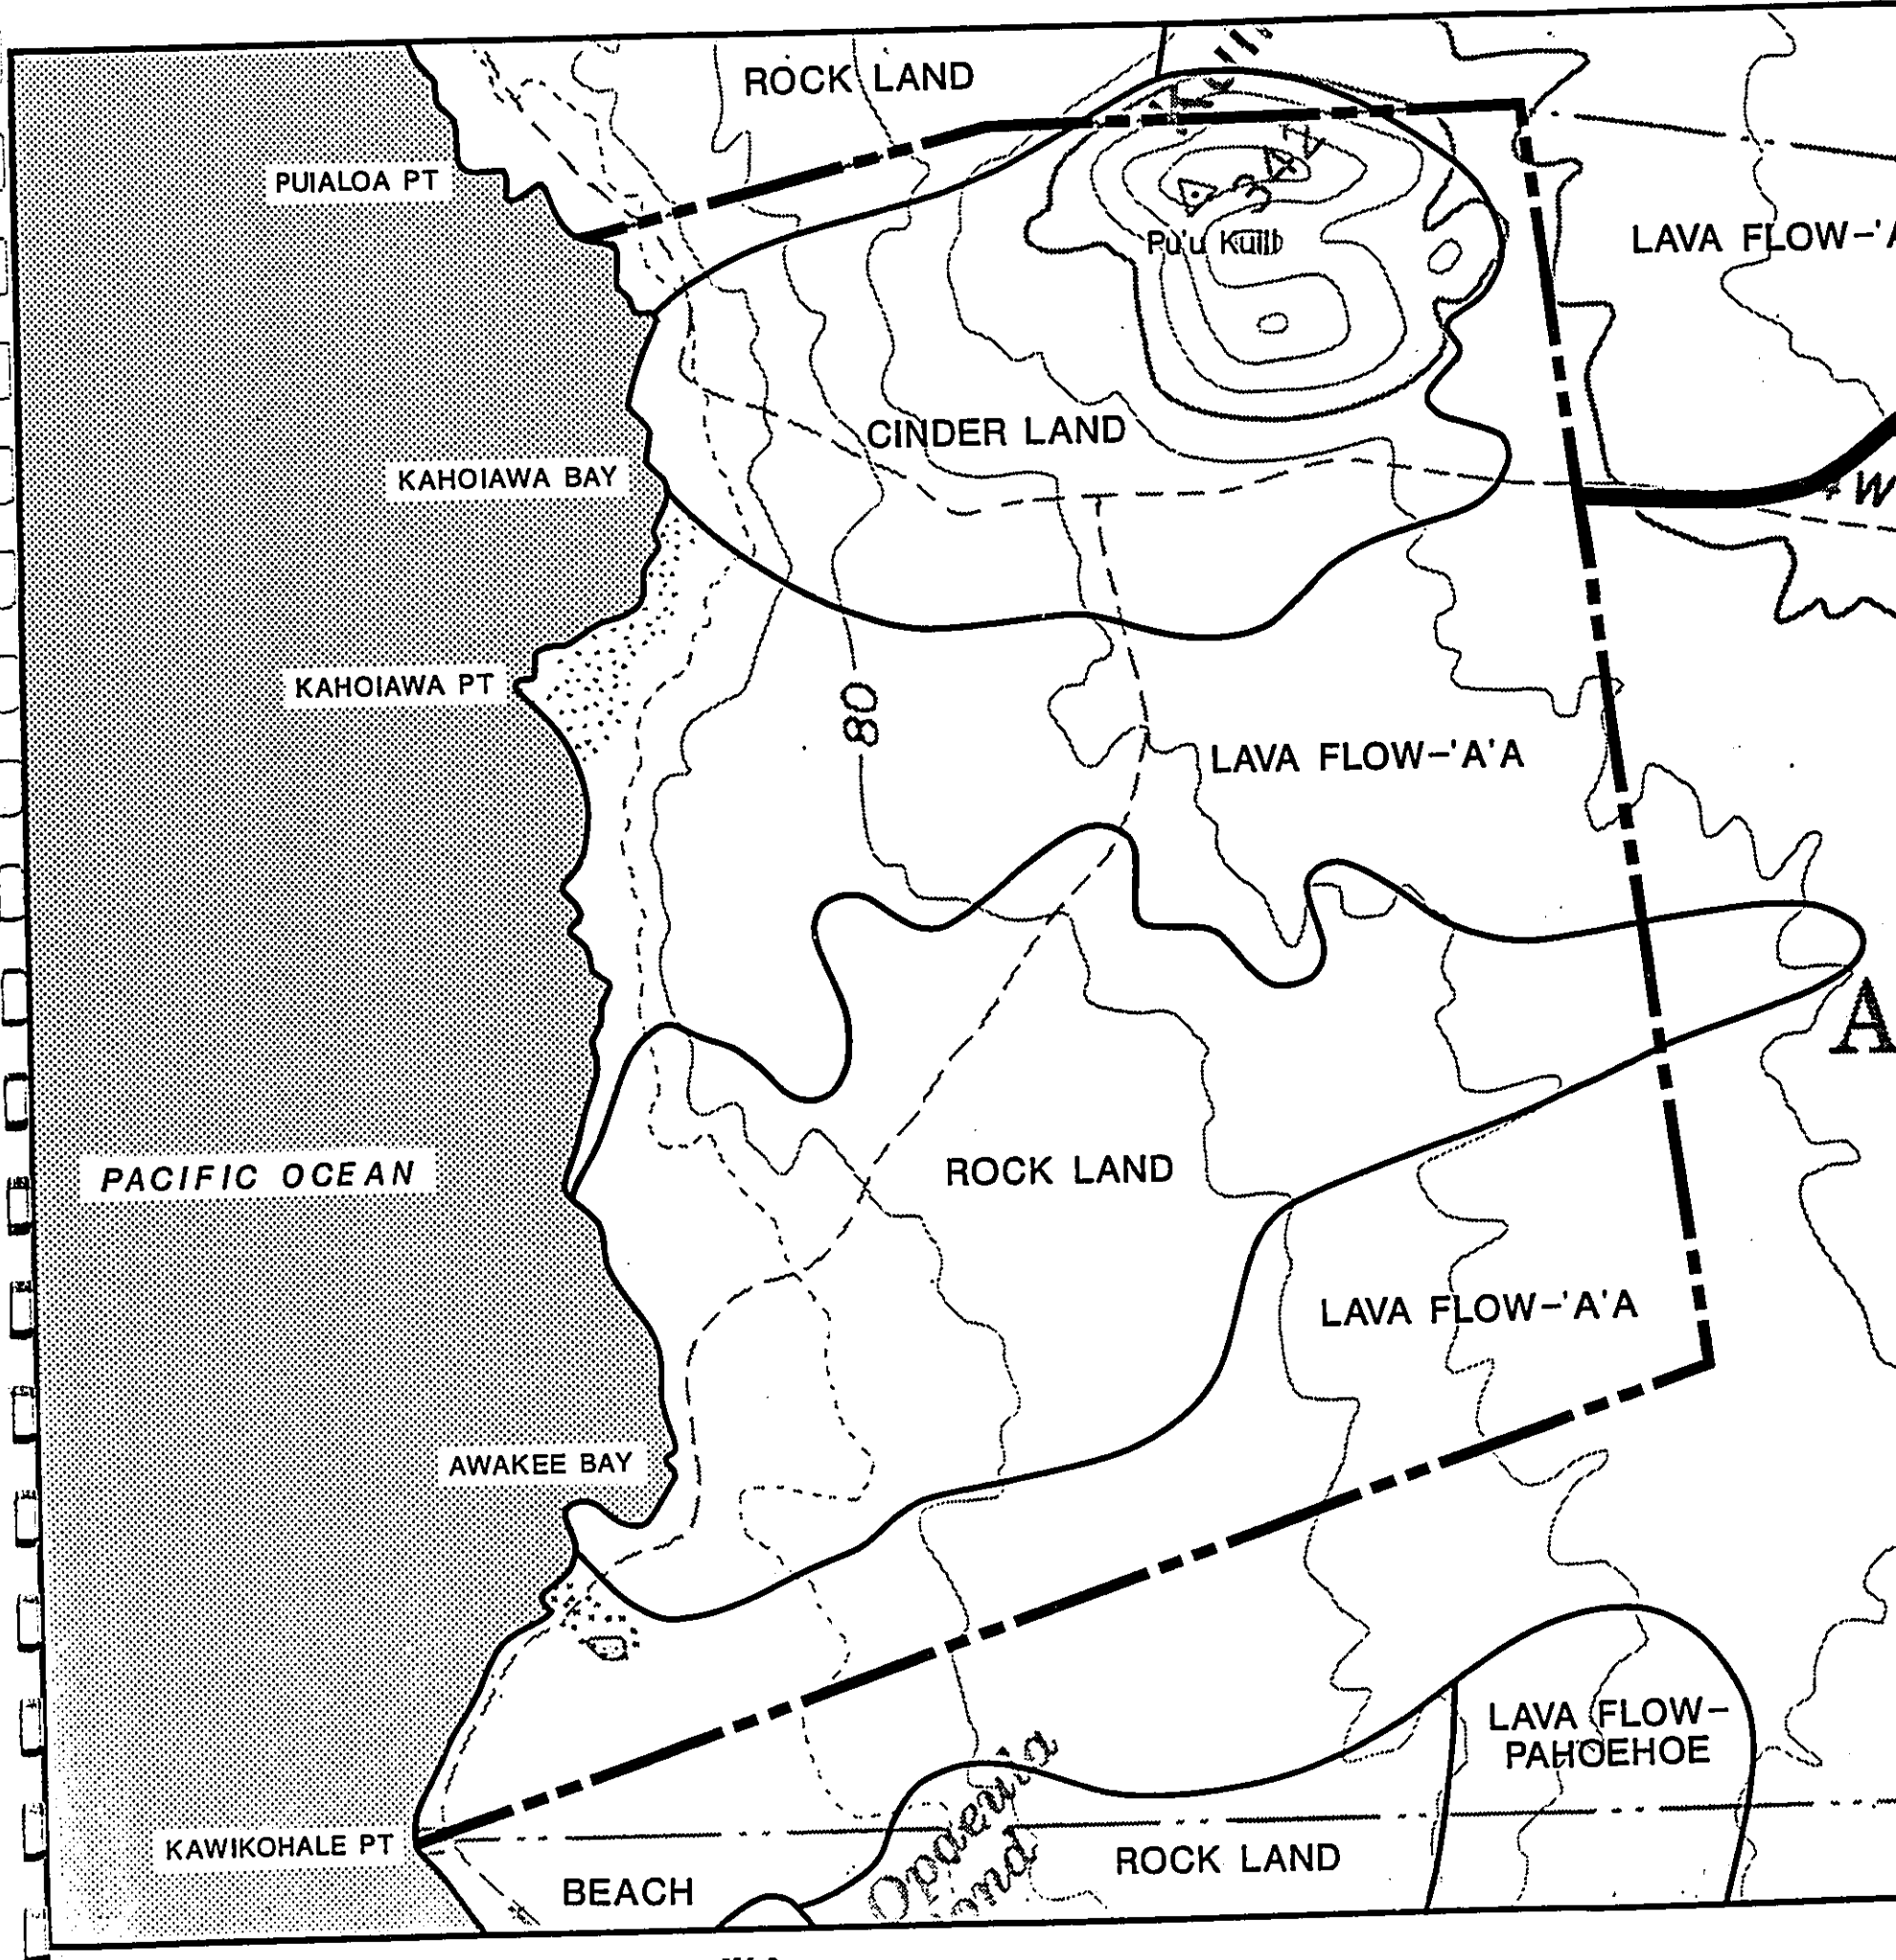 ROCK LAND
PUIALOA PT
342
LAVA FLOW-'A
Pu'u Kuili
CINDER LAND
KAHOIAWA BAY
W
KAHOIAWA PT
80
LAVA FLOW-'A'A
A
PACIFIC OCEAN
ROCK LAND
LAVA FLOW-'A'A
AWAKEE BAY
LAVA FLOW-
PAHOEHOE
KAWIKOHALE PT
ROCK LAND
BEACH